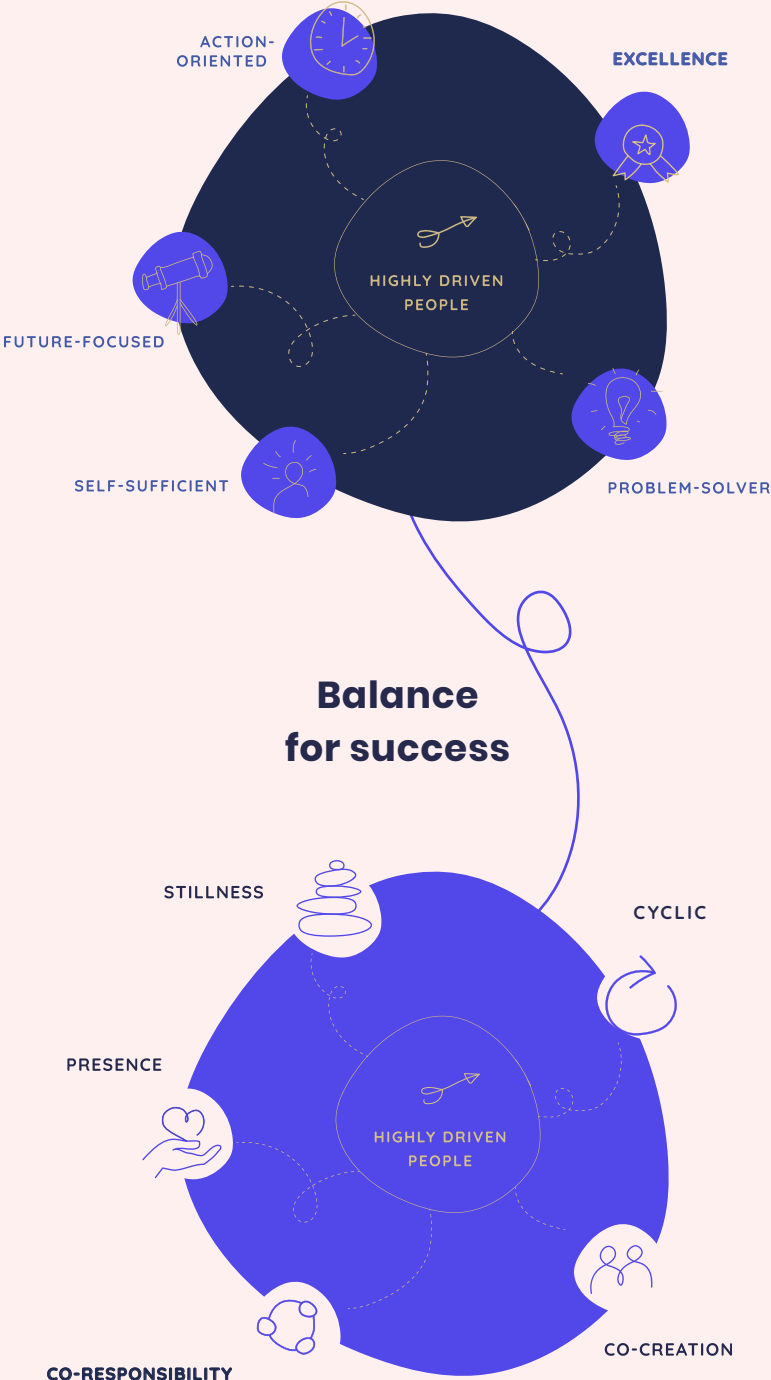 ACTION-
ORIENTED
EXCELLENCE
HIGHLY DRIVEN
PEOPLE
FUTURE-FOCUSED
SELF-SUFFICIENT
PROBLEM-SOLVER
Balance
for success
STILLNESS
CYCLIC
PRESENCE
HIGHLY DRIVEN
PEOPLE
CO-CREATION
CO-RESPONSIBILITY